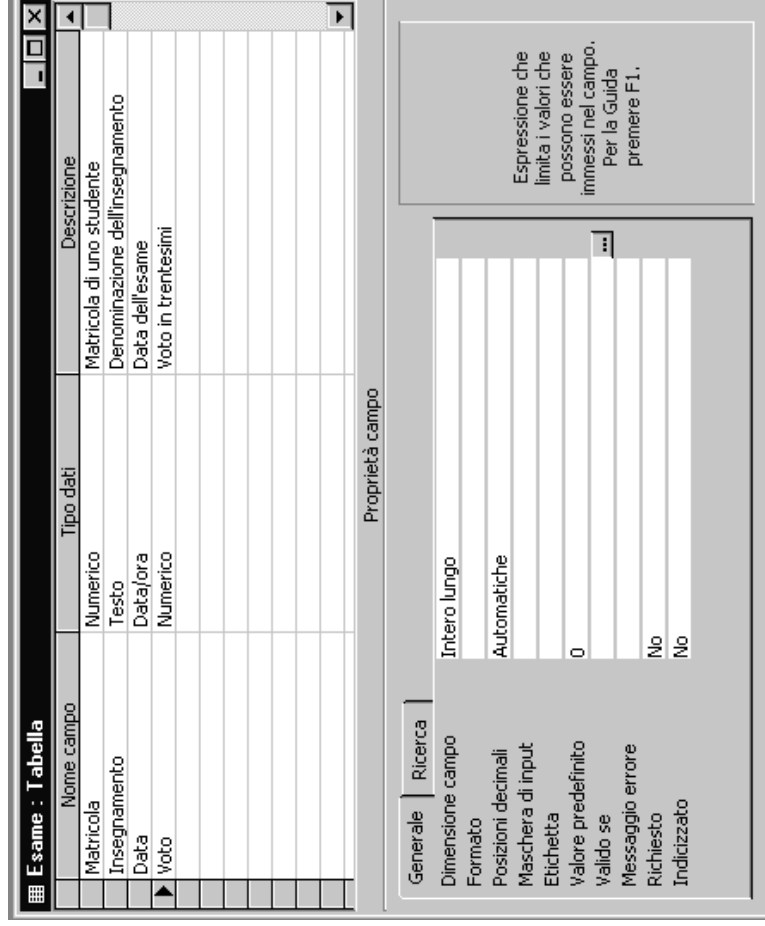 Esame : Tabella
Nome campo Tipo dati Descrizione
Matricola Numerico Matricola di uno studente
Insegnamento Testo Denominazione dell'insegnamento
Data Data/ora Data dell'esame
Voto Numerico Voto in trentesimi
Proprietà campo
Generale Ricerca
Dimensione campo Intero lungo
Formato
Posizioni decimali Automatiche
Maschera di input
Etichetta
Valore predefinito 0
Valido se ...
Messaggio errore
Richiesto No
Indicizzato No
Espressione che
limita i valori che
possono essere
immessi nel campo.
Per la Guida
premere F1.